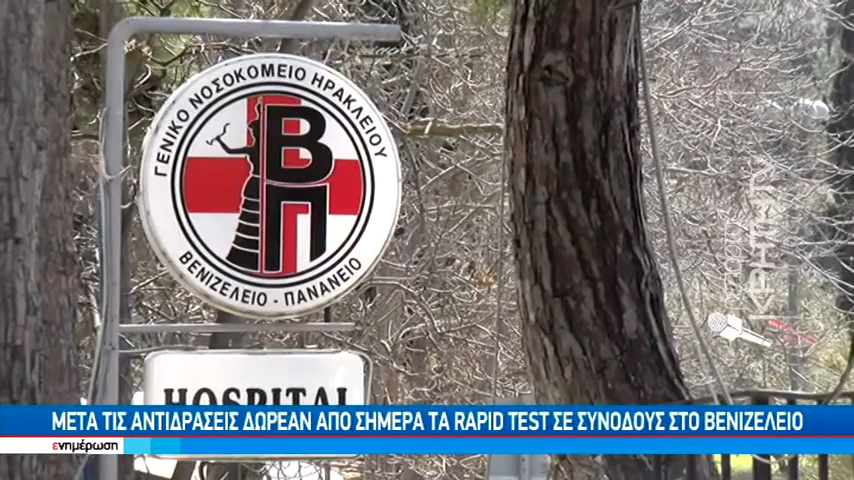 ΓΕΝΙΚΟ ΝΟΣΟΚΟΜΕΙΟ ΗΡΑΚΛΕΙΟΥ
ΒΠ
ΒΕΝΙΖΕΛΕΙΟ - ΠΑΝΑΝΕΙΟ
HOSPITAL
ΚΡΗΤΩΝ
ΜΕΤΑ ΤΙΣ ΑΝΤΙΔΡΑΣΕΙΣ ΔΩΡΕΑΝ ΑΠΟ ΣΗΜΕΡΑ ΤΑ RAPID TEST ΣΕ ΣΥΝΟΔΟΥΣ ΣΤΟ ΒΕΝΙΖΕΛΕΙΟ
ενημέρωση